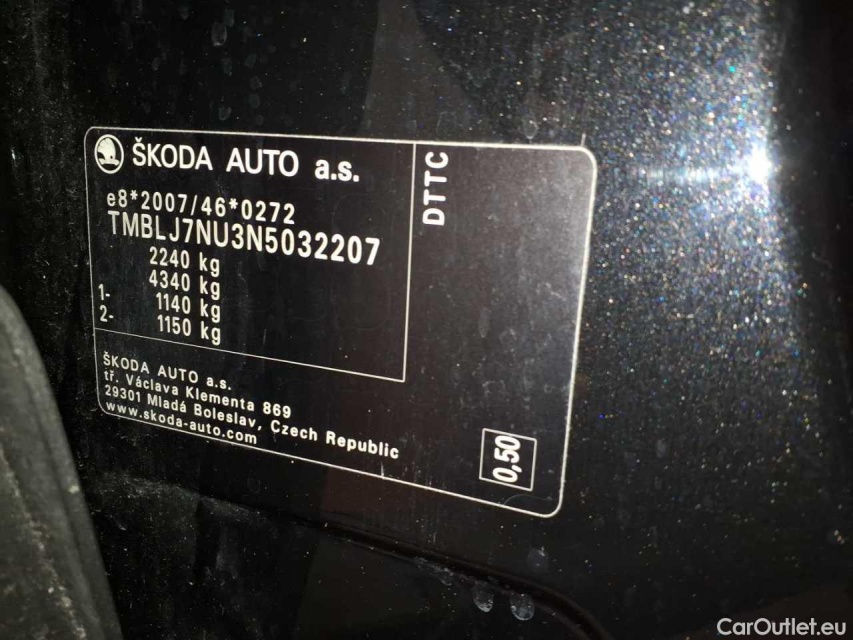 ŠKODA AUTO a.s.
e8*2007/46*0272
TMBLJ7NU3N5032207
2240 kg
4340 kg
1- 1140 kg
2- 1150 kg
ŠKODA AUTO a.s.
tř. Václava Klementa 869
29301 Mladá Boleslav, Czech Republic
www.skoda-auto.com
DTTC
0,50
CarOutlet.eu